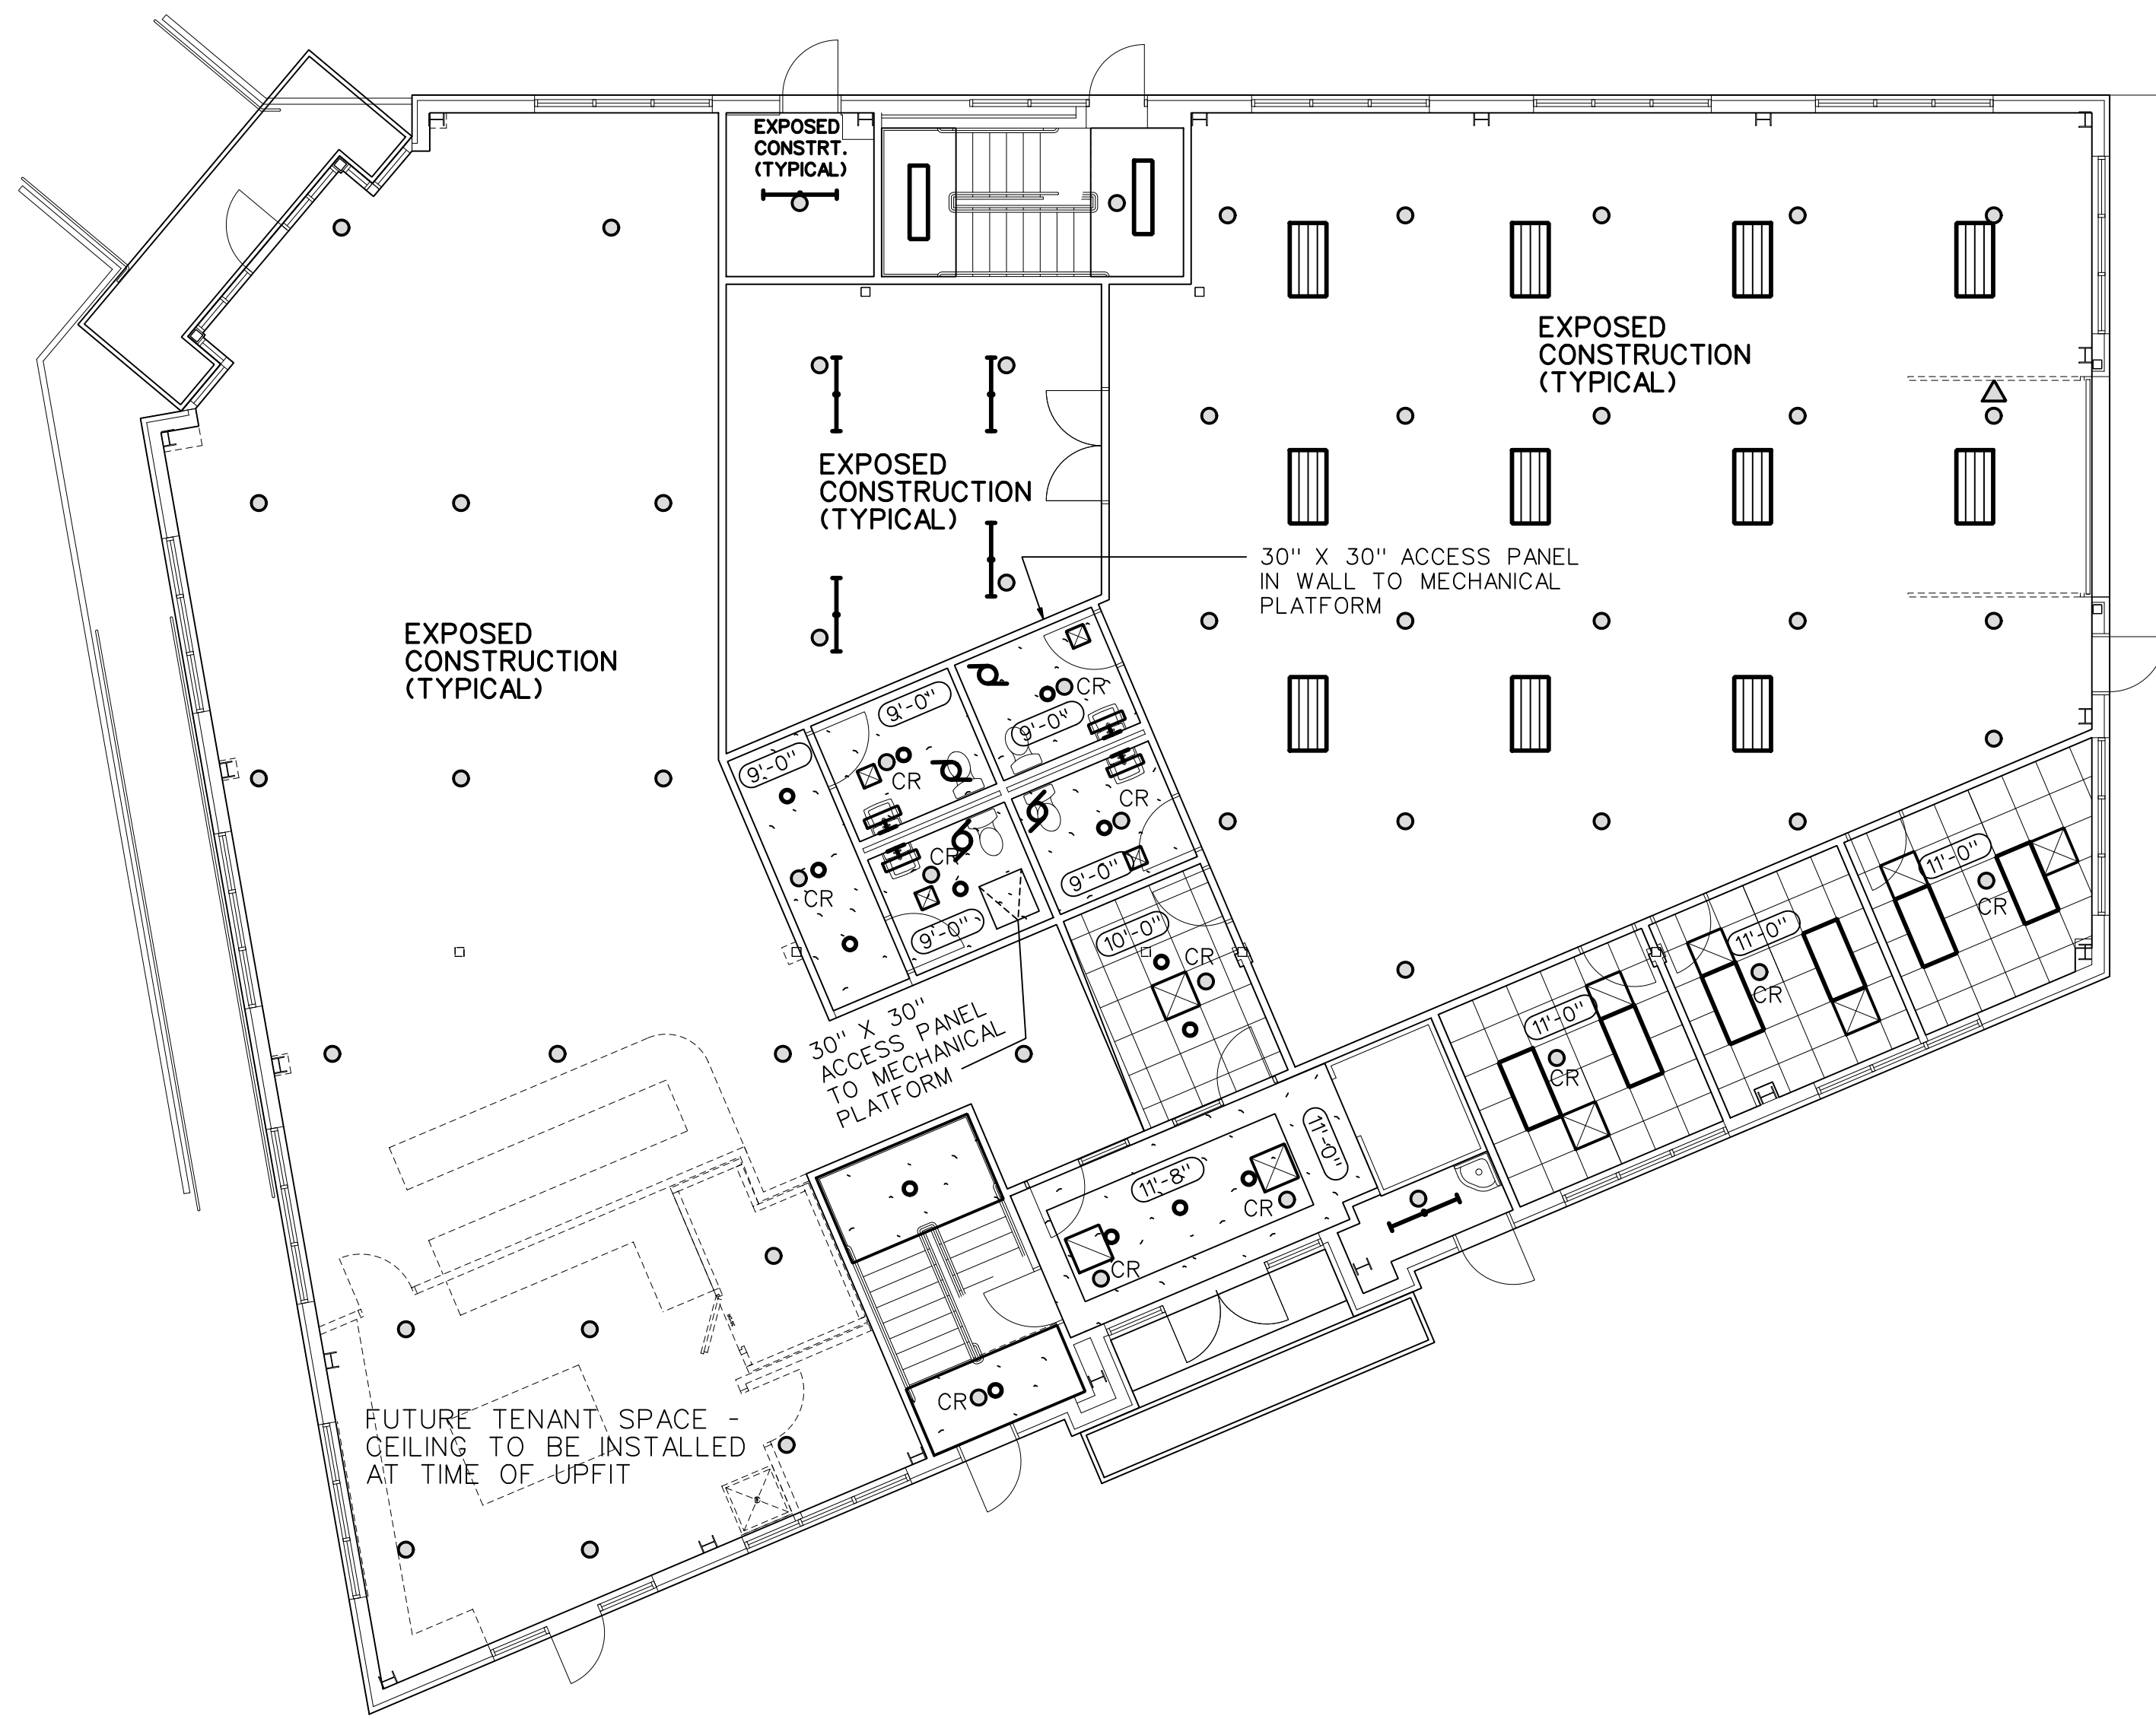 EXPOSED
CONSTRT.
(TYPICAL)
EXPOSED
CONSTRUCTION
(TYPICAL)
EXPOSED
CONSTRUCTION
(TYPICAL)
30" X 30" ACCESS PANEL
IN WALL TO MECHANICAL
PLATFORM
EXPOSED
CONSTRUCTION
(TYPICAL)
CR
9'-0"
9'-0"
9'-0"
CR
CR
CR
9'-0"
CR
9'-0"
10'-0"
CR
11'-0"
CR
11'-0"
CR
11'-0"
CR
30" X 30"
ACCESS PANEL
TO MECHANICAL
PLATFORM
11'-0"
11'-8"
CR
CR
CR
FUTURE TENANT SPACE -
CEILING TO BE INSTALLED
AT TIME OF UPFIT